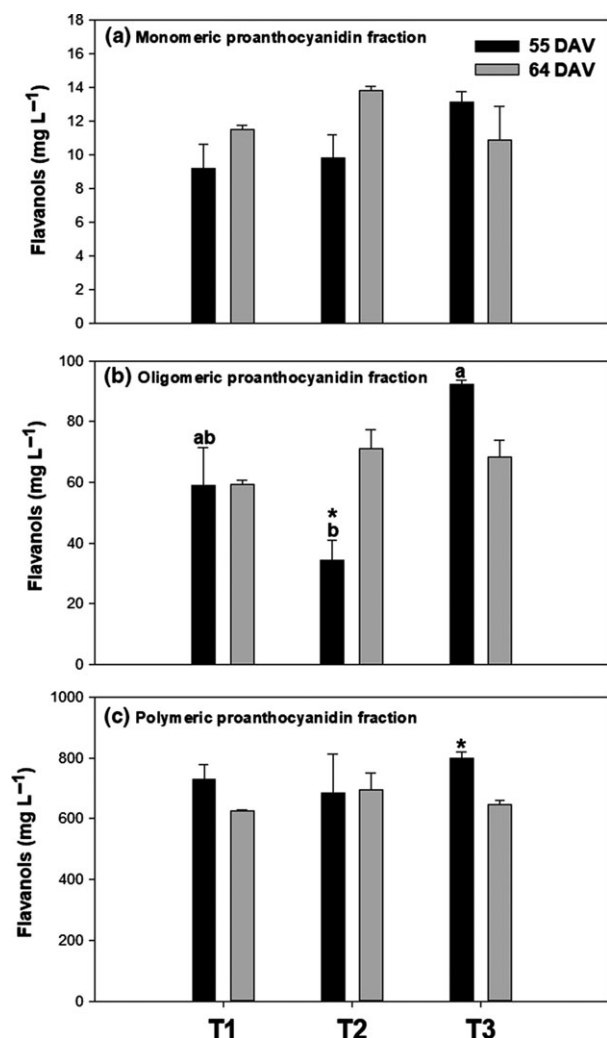 (a) Monomeric proanthocyanidin fraction
55 DAV
64 DAV
Flavanols (mg L⁻¹)
18
16
14
12
10
8
6
4
2
0
(b) Oligomeric proanthocyanidin fraction
Flavanols (mg L⁻¹)
100
80
60
40
20
0
ab
*
b
a
(c) Polymeric proanthocyanidin fraction
Flavanols (mg L⁻¹)
1000
800
600
400
200
0
*
T1 T2 T3